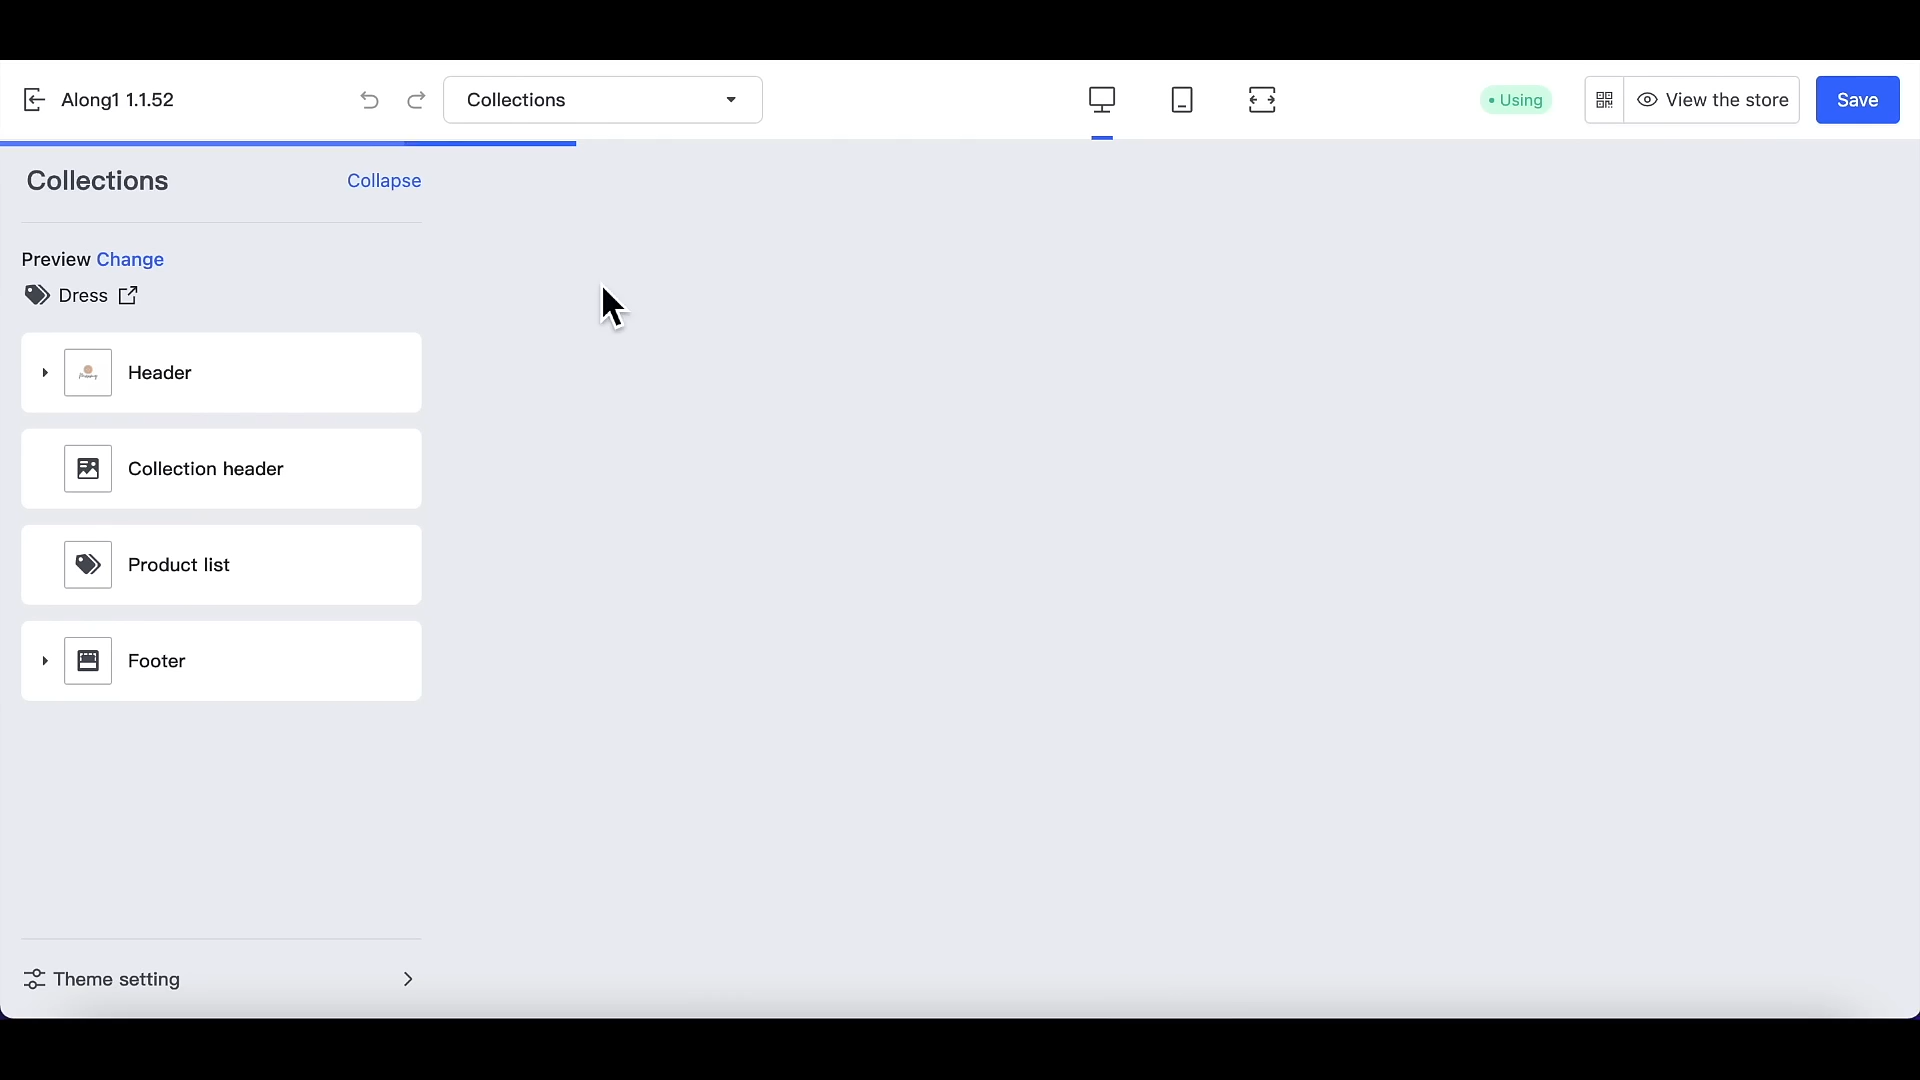 Along1 1.1.52
Collections
Using
View the store
Save
Collections
Collapse
Preview Change
Dress
Header
Collection header
Product list
Footer
Theme setting